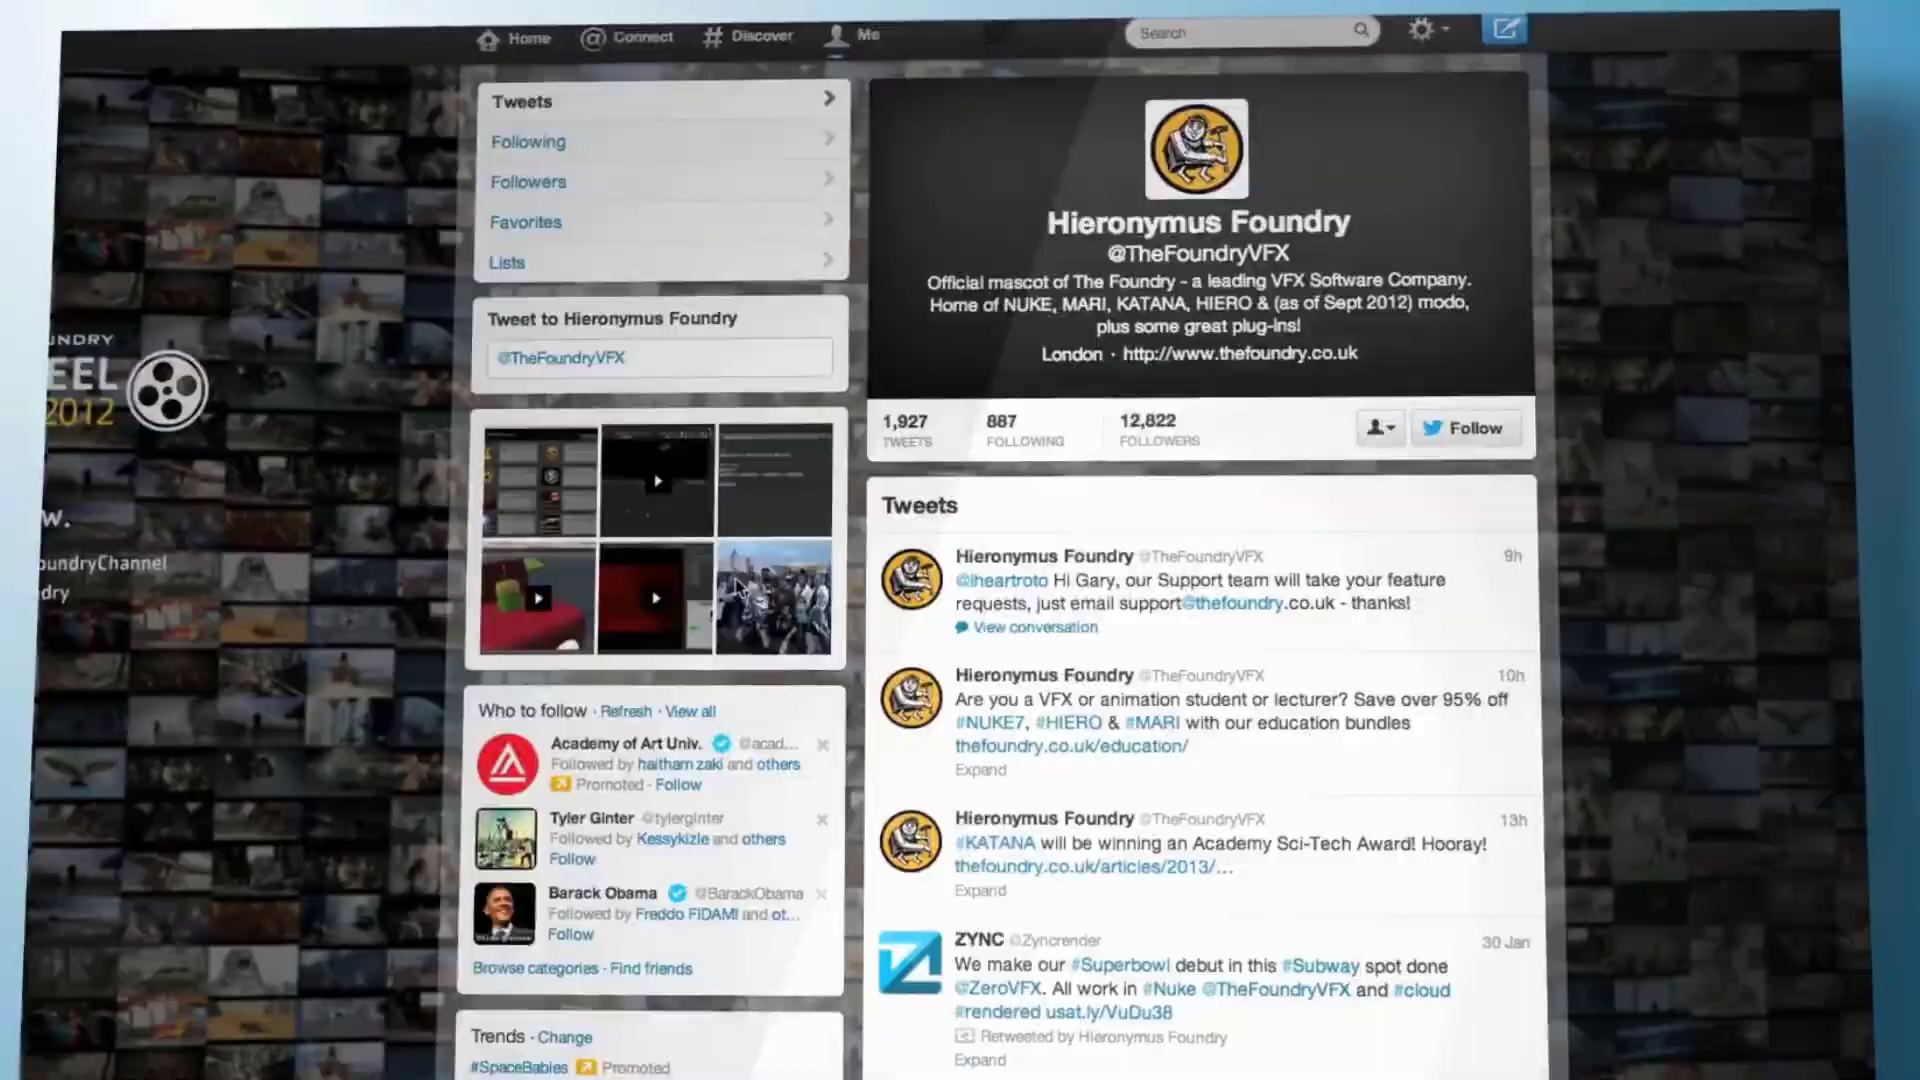 Home
Connect
Discover
Me
Search
Tweets
Following
Followers
Favorites
Lists
Tweet to Hieronymus Foundry
@TheFoundryVFX
Hieronymus Foundry
@TheFoundryVFX
Official mascot of The Foundry - a leading VFX Software Company.
Home of NUKE, MARI, KATANA, HIERO & (as of Sept 2012) modo,
plus some great plug-ins!
London · http://www.thefoundry.co.uk
1,927
TWEETS
887
FOLLOWING
12,822
FOLLOWERS
Follow
UNDRY
EEL
2012
w.
oundryChannel
dry
Who to follow · Refresh · View all
Academy of Art Univ. @acad...
Followed by haitham zaki and others
Promoted · Follow
Tyler Ginter @tylerginter
Followed by Kessykizle and others
Follow
Barack Obama @BarackObama
Followed by Freddo FIDAMI and ot...
Follow
Browse categories · Find friends
Trends · Change
#SpaceBabies Promoted
Tweets
Hieronymus Foundry @TheFoundryVFX 9h
@iheartroto Hi Gary, our Support team will take your feature
requests, just email support@thefoundry.co.uk - thanks!
View conversation
Hieronymus Foundry @TheFoundryVFX 10h
Are you a VFX or animation student or lecturer? Save over 95% off
#NUKE7, #HIERO & #MARI with our education bundles
thefoundry.co.uk/education/
Expand
Hieronymus Foundry @TheFoundryVFX 13h
#KATANA will be winning an Academy Sci-Tech Award! Hooray!
thefoundry.co.uk/articles/2013/...
Expand
ZYNC @Zyncrender 30 Jan
We make our #Superbowl debut in this #Subway spot done
@ZeroVFX. All work in #Nuke @TheFoundryVFX and #cloud
#rendered usat.ly/VuDu38
Retweeted by Hieronymus Foundry
Expand